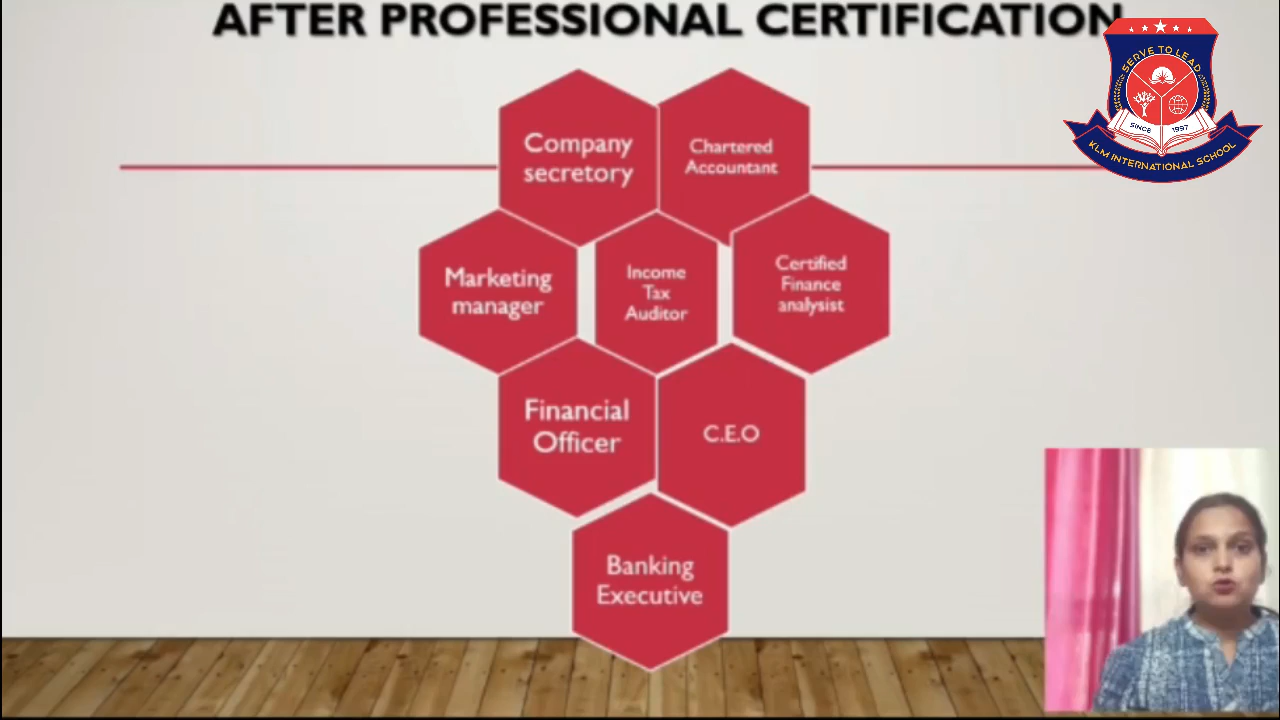 AFTER PROFESSIONAL CERTIFICATION
SERVE TO LEAD
SINCE 1997
KLM INTERNATIONAL SCHOOL
Company
secretory
Chartered
Accountant
Marketing
manager
Income
Tax
Auditor
Certified
Finance
analysist
Financial
Officer
C.E.O
Banking
Executive